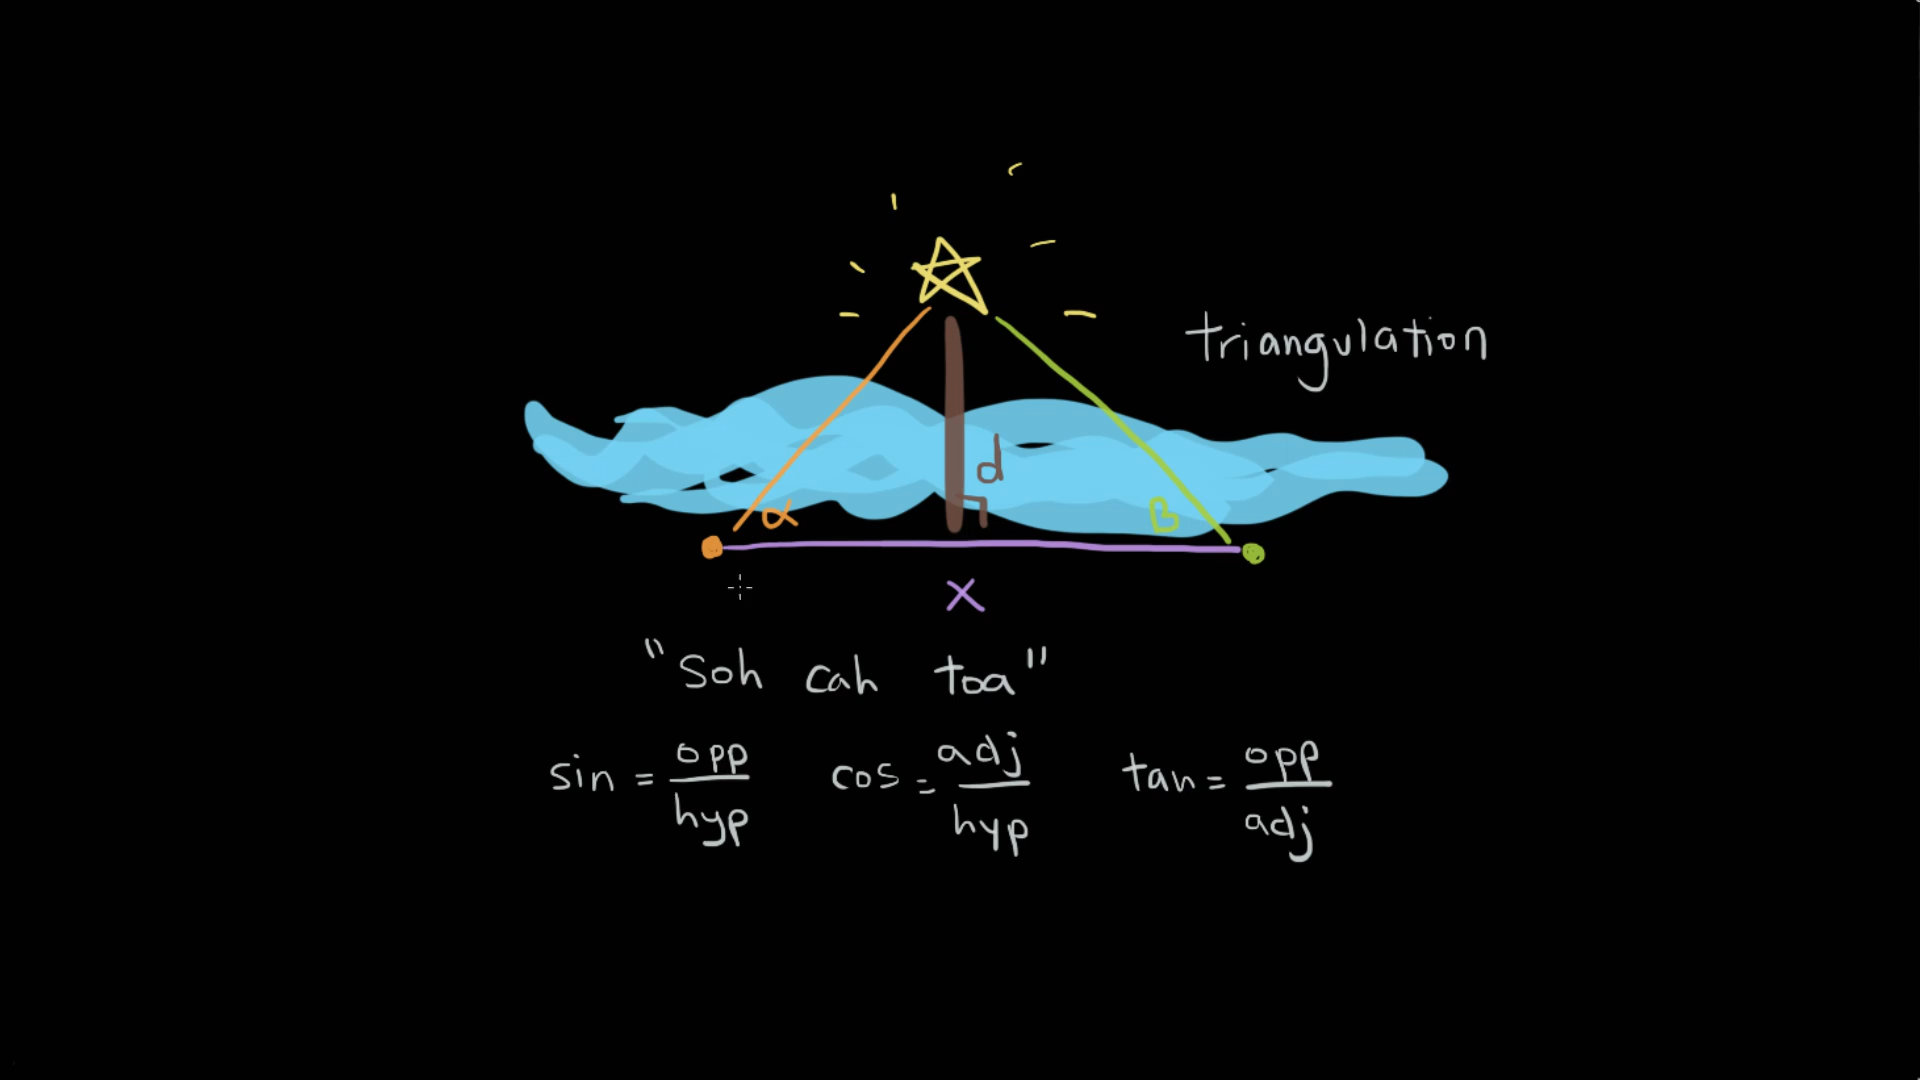 triangulation
d
α
B
x
"Soh cah toa"
sin = opp/hyp cos = adj/hyp tan = opp/adj